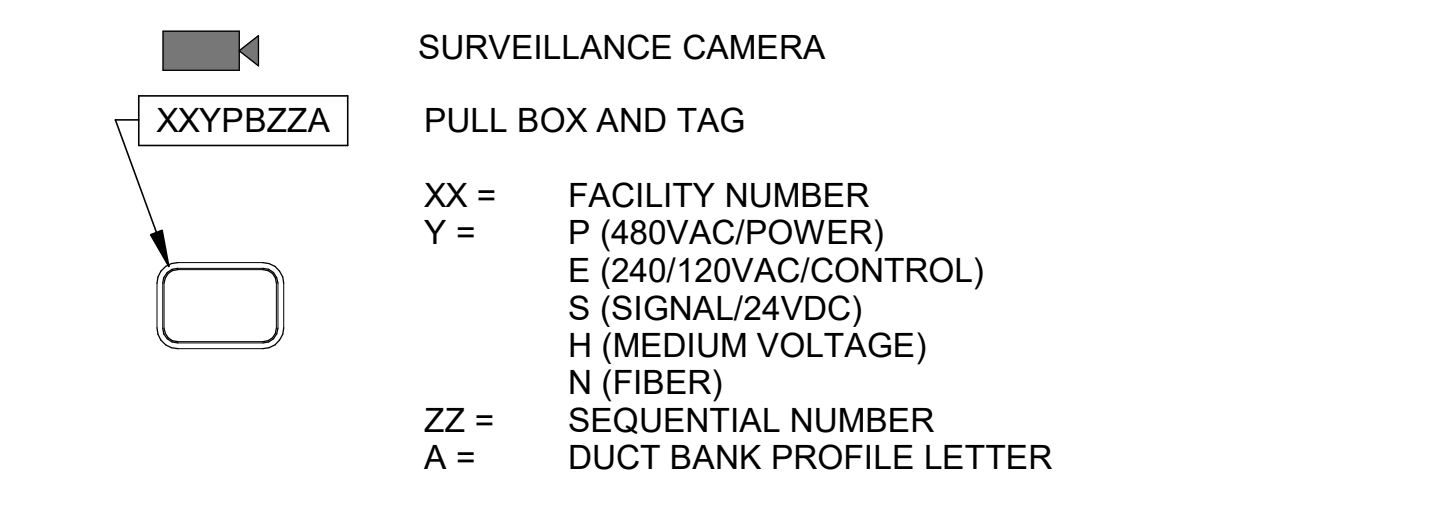 SURVEILLANCE CAMERA
XXYPBZZA PULL BOX AND TAG
XX = FACILITY NUMBER
Y = P (480VAC/POWER)
E (240/120VAC/CONTROL)
S (SIGNAL/24VDC)
H (MEDIUM VOLTAGE)
N (FIBER)
ZZ = SEQUENTIAL NUMBER
A = DUCT BANK PROFILE LETTER